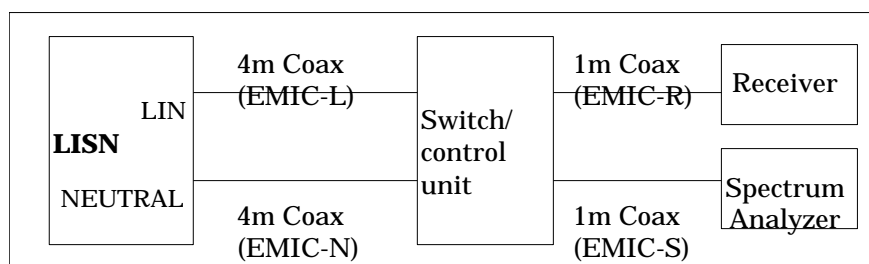 4m Coax
(EMIC-L)
1m Coax
(EMIC-R)
Receiver
LIN
LISN
NEUTRAL
Switch/
control
unit
4m Coax
(EMIC-N)
1m Coax
(EMIC-S)
Spectrum
Analyzer